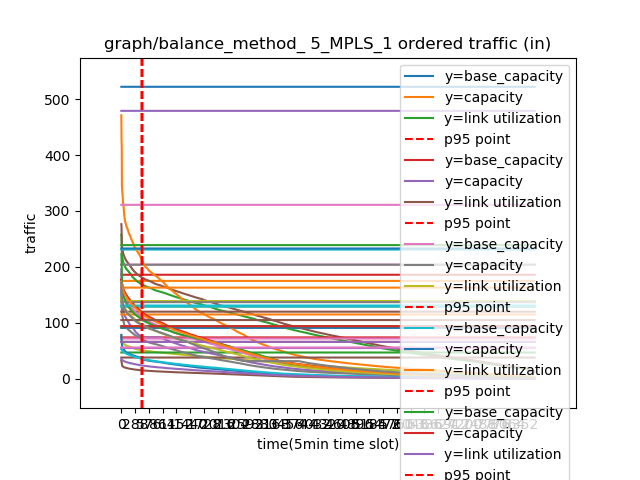 graph/balance_method_ 5_MPLS_1 ordered traffic (in)
traffic
500
400
300
200
100
0
time(5min time slot)
y=base_capacity
y=capacity
y=link utilization
p95 point
y=base_capacity
y=capacity
y=link utilization
p95 point
y=base_capacity
y=capacity
y=link utilization
p95 point
y=base_capacity
y=capacity
y=link utilization
p95 point
y=base_capacity
y=capacity
y=link utilization
p95 point